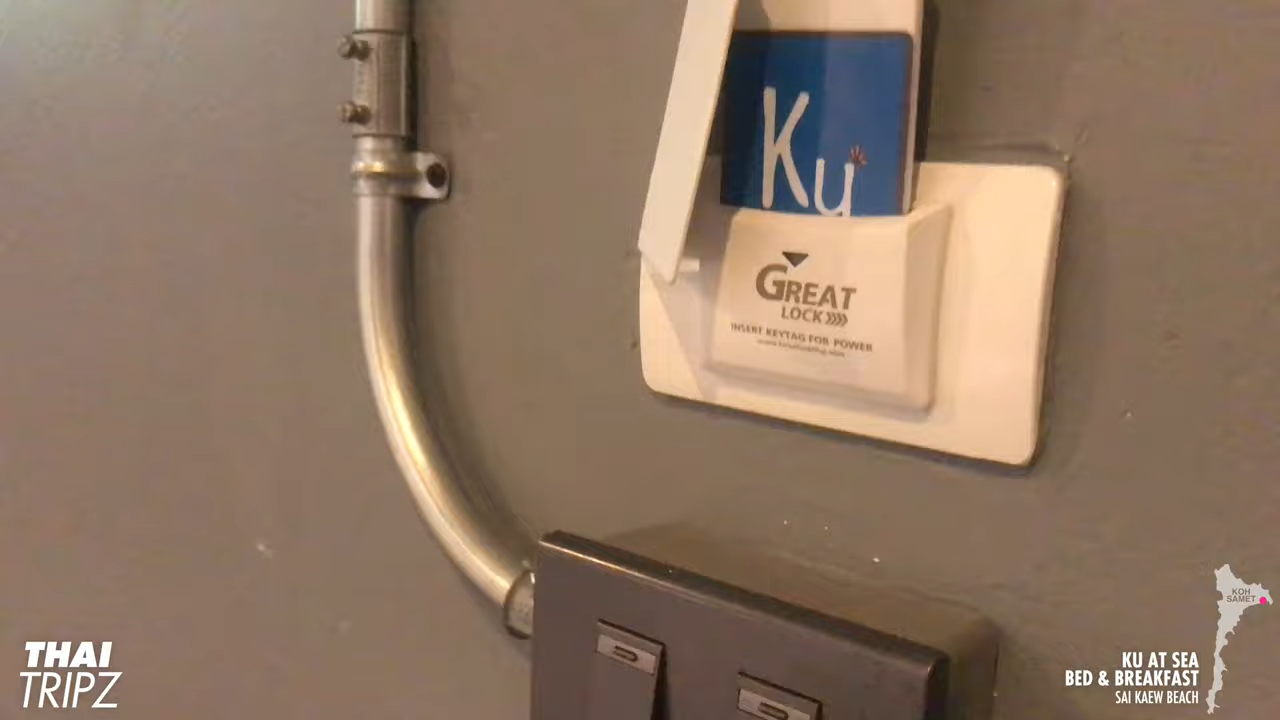 Ku
GREAT
LOCK
INSERT KEYTAG FOR POWER
KOH
SAMET
THAI
TRIPZ
KU AT SEA
BED & BREAKFAST
SAI KAEW BEACH